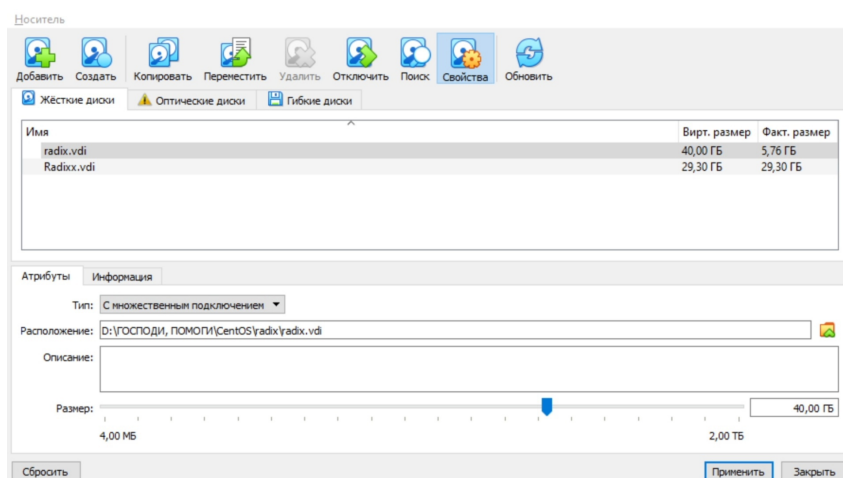 Носитель
Добавить Создать Копировать Переместить Удалить Отключить Поиск Свойства Обновить
Жёсткие диски Оптические диски Гибкие диски
Имя Вирт. размер Факт. размер
radix.vdi 40,00 ГБ 5,76 ГБ
Radixx.vdi 29,30 ГБ 29,30 ГБ
Атрибуты Информация
Тип: С множественным подключением
Расположение: D:\ГОСПОДИ, ПОМОГИ\CentOS\radix\radix.vdi
Описание:
Размер: 40,00 ГБ
4,00 МБ 2,00 ТБ
Сбросить Применить Закрыть